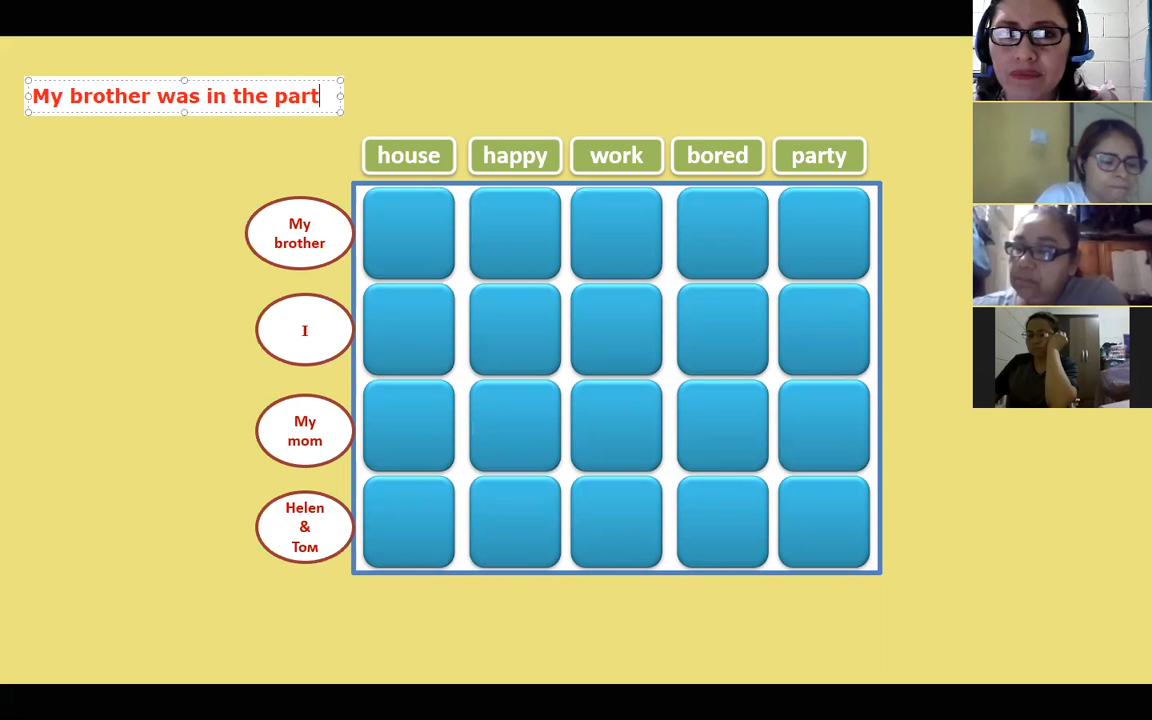 My brother was in the part
house happy work bored party
My
brother
I
My
mom
Helen
&
Tom